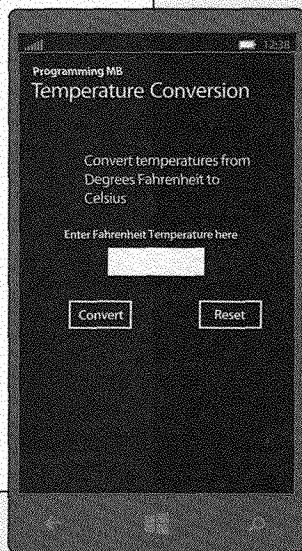 12:38
Programming MB
Temperature Conversion
Convert temperatures from
Degrees Fahrenheit to
Celsius
Enter Fahrenheit Temperature here
Convert Reset